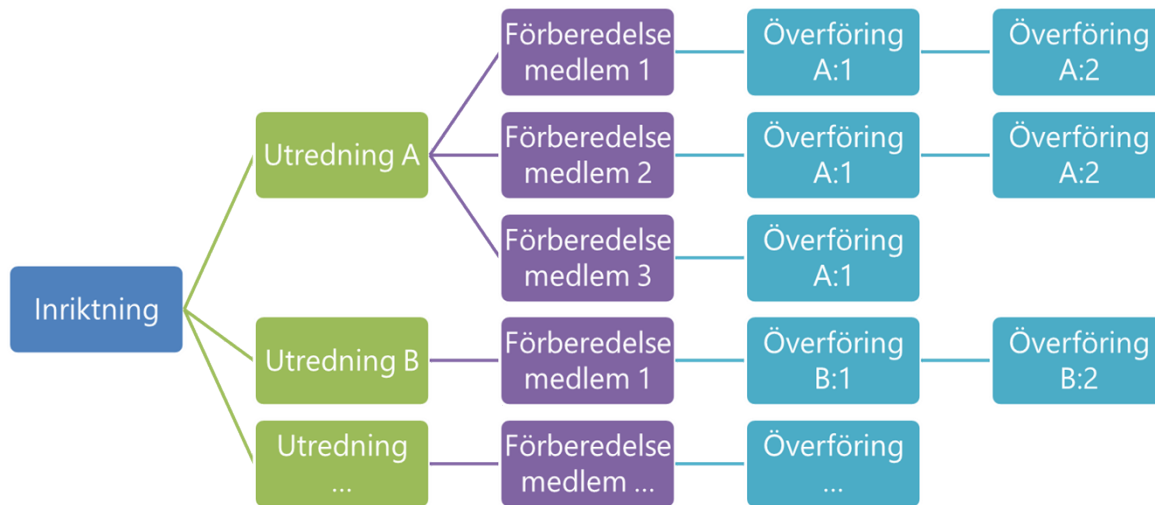 Förberedelse
medlem 1
Överföring
A:1
Överföring
A:2
Utredning A
Förberedelse
medlem 2
Överföring
A:1
Överföring
A:2
Förberedelse
medlem 3
Överföring
A:1
Inriktning
Utredning B
Förberedelse
medlem 1
Överföring
B:1
Överföring
B:2
Utredning
...
Förberedelse
medlem ...
Överföring
...